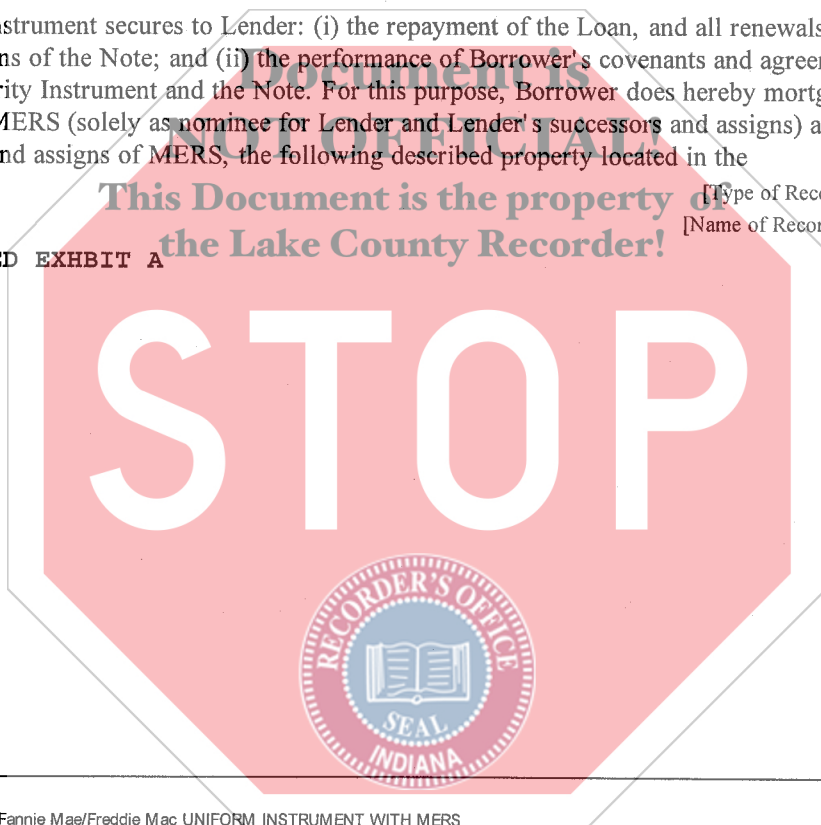 nstrument secures to Lender: (i) the repayment of the Loan, and all renewals
ns of the Note; and (ii) the performance of Borrower's covenants and agreer
rity Instrument and the Note. For this purpose, Borrower does hereby mortg
MERS (solely as nominee for Lender and Lender's successors and assigns) a
nd assigns of MERS, the following described property located in the
[Type of Reco
[Name of Recor
ED EXHBIT A
Document is
NOT OFFICIAL!
This Document is the property of
the Lake County Recorder!
STOP
RECORDER'S OFFICE
SEAL
INDIANA
Fannie Mae/Freddie Mac UNIFORM INSTRUMENT WITH MERS